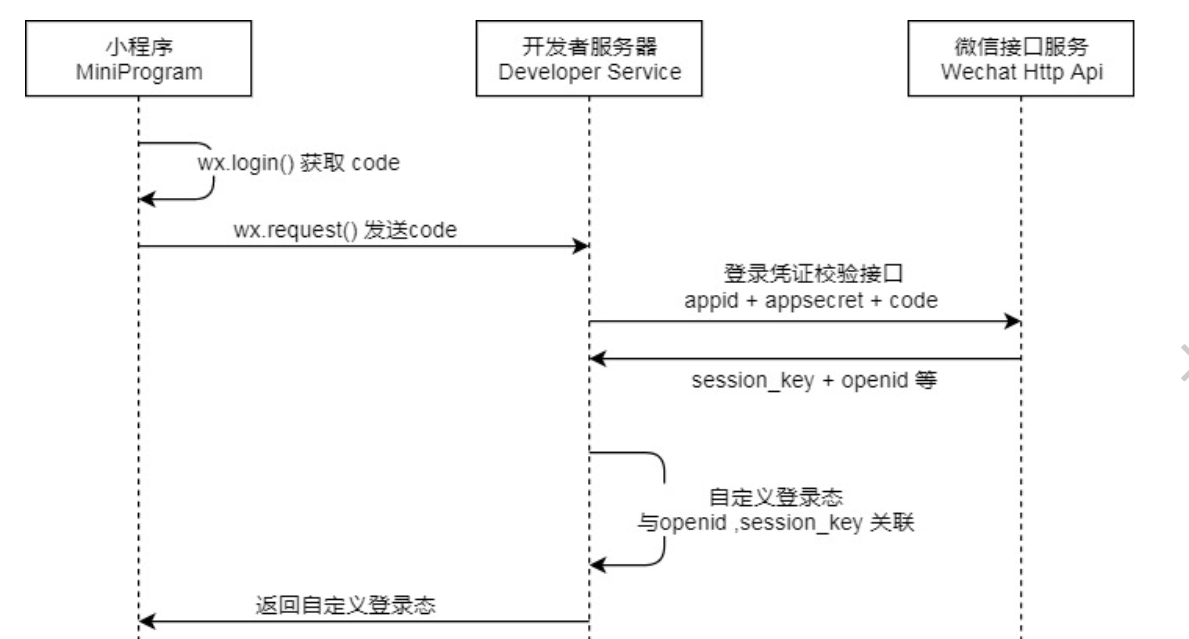 小程序
MiniProgram
开发者服务器
Developer Service
微信接口服务
Wechat Http Api
wx.login() 获取 code
wx.request() 发送code
登录凭证校验接口
appid + appsecret + code
session_key + openid 等
自定义登录态
与openid ,session_key 关联
返回自定义登录态